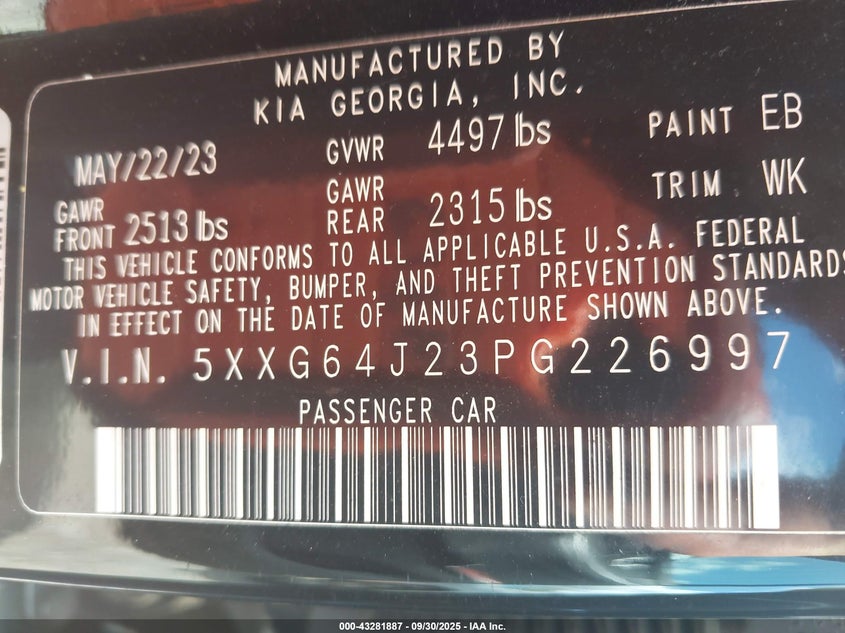 MANUFACTURED BY
KIA GEORGIA, INC.
MAY/22/23 GVWR 4497 lbs PAINT EB
GAWR FRONT 2513 lbs GAWR REAR 2315 lbs TRIM WK
THIS VEHICLE CONFORMS TO ALL APPLICABLE U.S.A. FEDERAL
MOTOR VEHICLE SAFETY, BUMPER, AND THEFT PREVENTION STANDARDS
IN EFFECT ON THE DATE OF MANUFACTURE SHOWN ABOVE.
V.I.N. 5XXG64J23PG226997
PASSENGER CAR
000-43281887 - 09/30/2025 - IAA Inc.